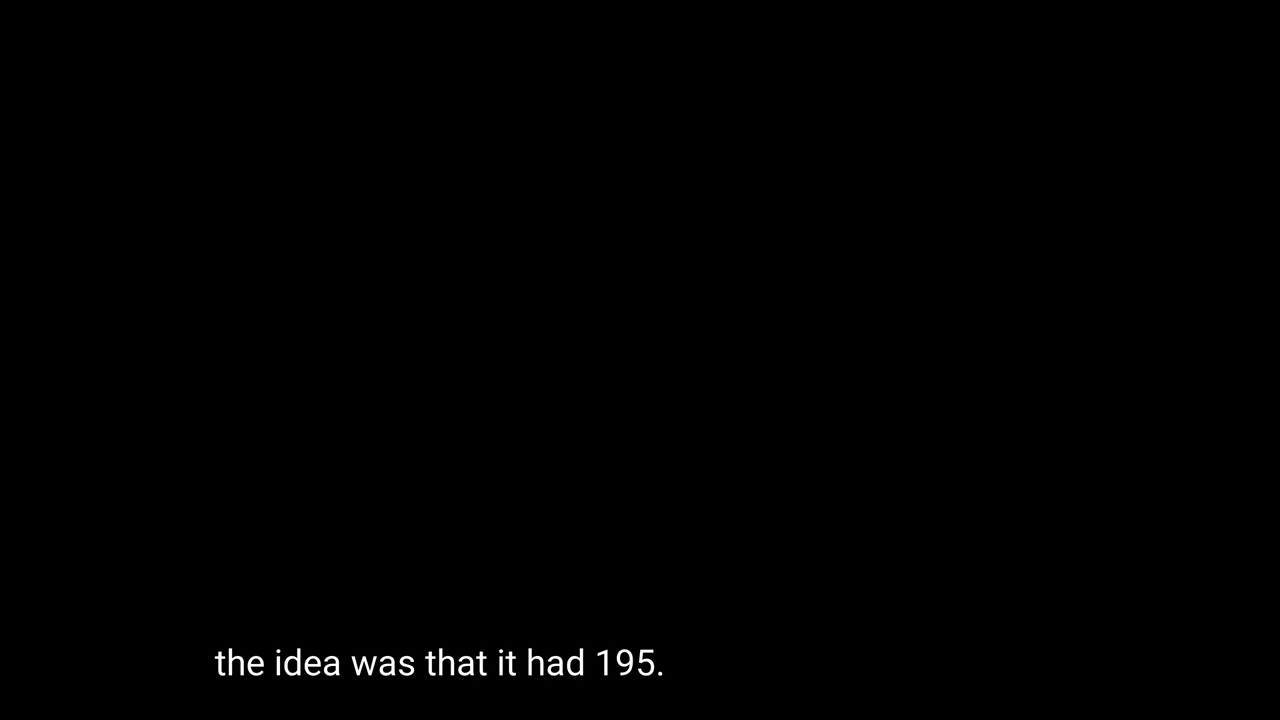 the idea was that it had 195.